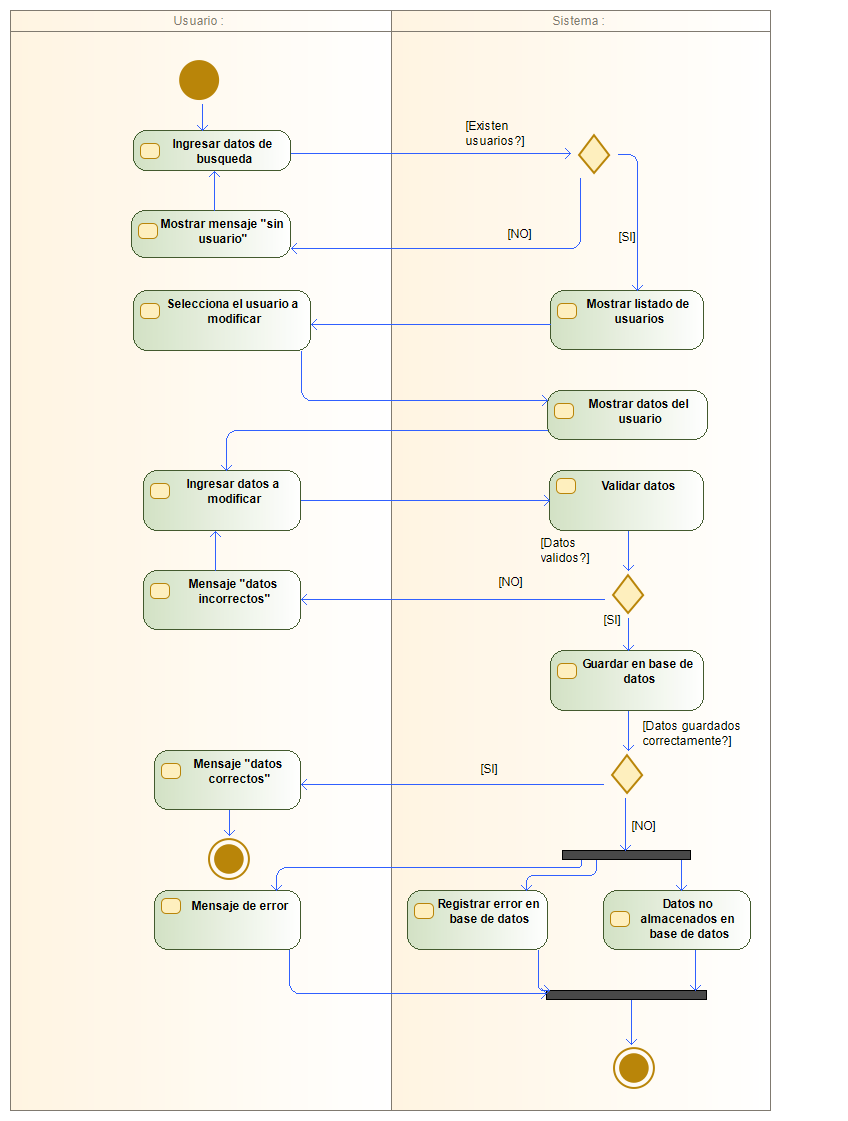 Usuario :
Sistema :
[Existen
usuarios?]
Ingresar datos de
busqueda
Mostrar mensaje "sin
usuario"
[NO]
[SI]
Selecciona el usuario a
modificar
Mostrar listado de
usuarios
Mostrar datos del
usuario
Ingresar datos a
modificar
Validar datos
[Datos
validos?]
Mensaje "datos
incorrectos"
[NO]
[SI]
Guardar en base de
datos
[Datos guardados
correctamente?]
Mensaje "datos
correctos"
[SI]
[NO]
Mensaje de error
Registrar error en
base de datos
Datos no
almacenados en
base de datos